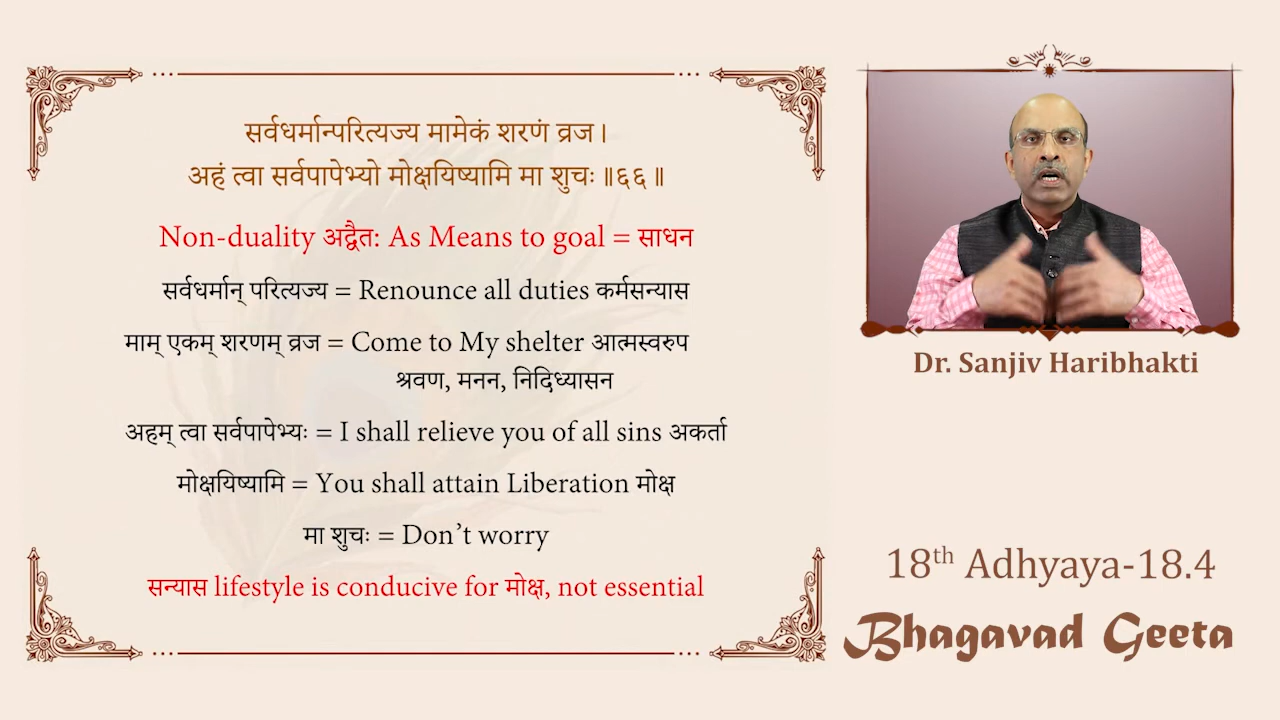 सर्वधर्मान्परित्यज्य मामेकं शरणं व्रज।
अहं त्वा सर्वपापेभ्यो मोक्षयिष्यामि मा शुचः॥६६॥
Non-duality अद्वैत: As Means to goal = साधन
सर्वधर्मान् परित्यज्य = Renounce all duties कर्मसन्यास
माम् एकम् शरणम् व्रज = Come to My shelter आत्मस्वरुप
श्रवण, मनन, निदिध्यासन
अहम् त्वा सर्वपापेभ्यः = I shall relieve you of all sins अकर्ता
मोक्षयिष्यामि = You shall attain Liberation मोक्ष
मा शुचः = Don’t worry
सन्यास lifestyle is conducive for मोक्ष, not essential
Dr. Sanjiv Haribhakti
18th Adhyaya-18.4
Bhagavad Geeta